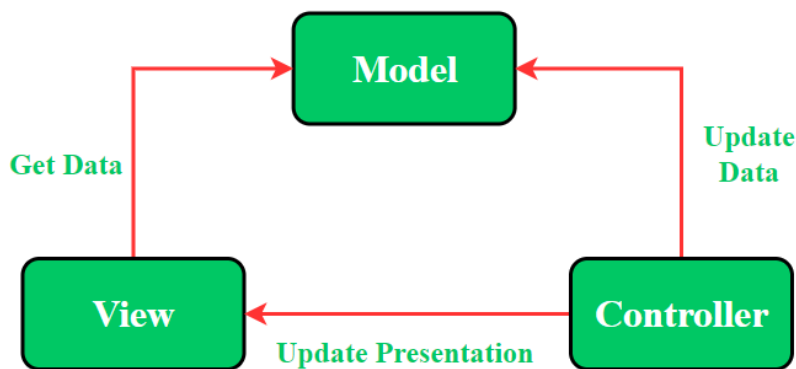 Model
Get Data
Update
Data
View
Controller
Update Presentation